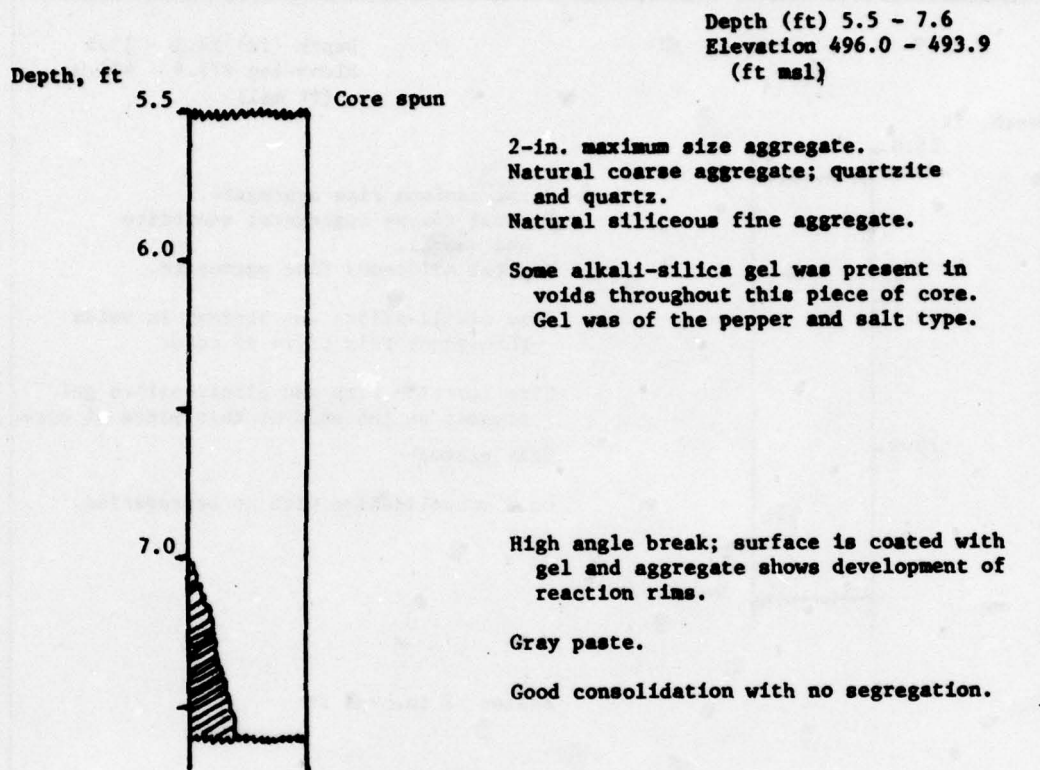 Depth (ft) 5.5 - 7.6
Elevation 496.0 - 493.9
(ft msl)
Depth, ft
5.5
Core spun
2-in. maximum size aggregate.
Natural coarse aggregate; quartzite
and quartz.
Natural siliceous fine aggregate.
6.0
Some alkali-silica gel was present in
voids throughout this piece of core.
Gel was of the pepper and salt type.
7.0
High angle break; surface is coated with
gel and aggregate shows development of
reaction rims.
Gray paste.
Good consolidation with no segregation.